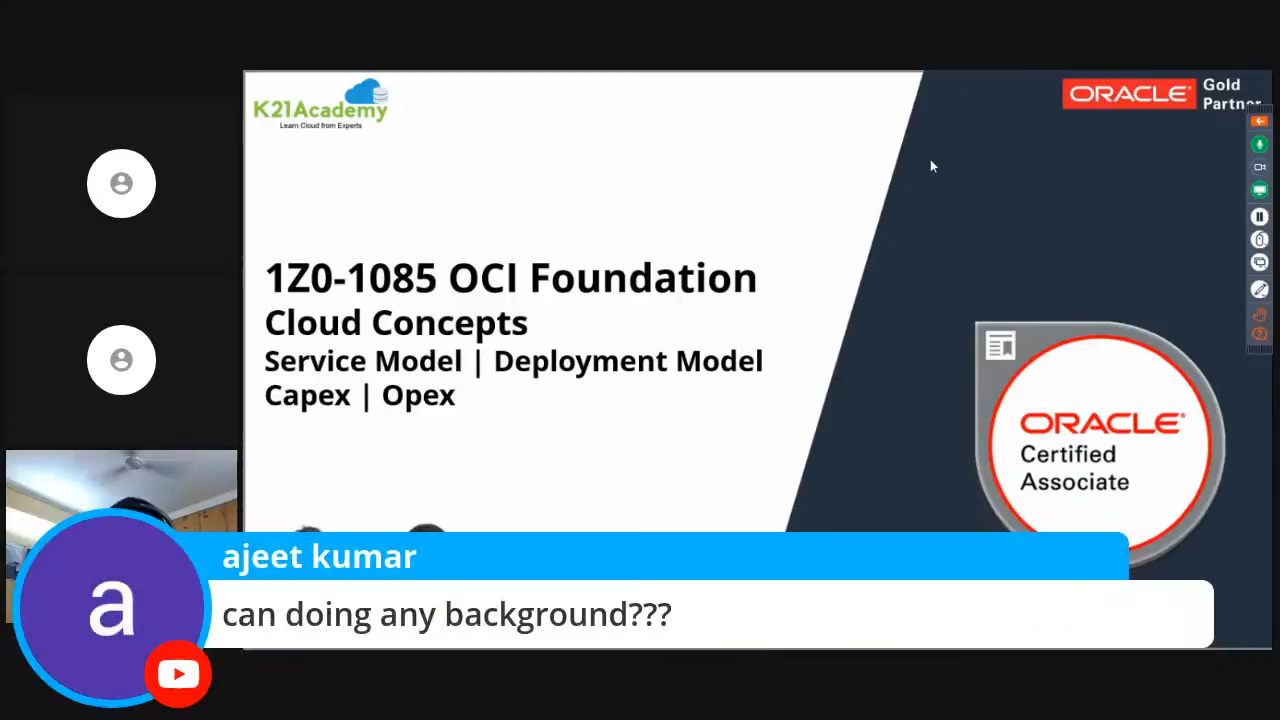 K21Academy
Learn Cloud from Experts
ORACLE® Gold
Partner
1Z0-1085 OCI Foundation
Cloud Concepts
Service Model | Deployment Model
Capex | Opex
ORACLE®
Certified
Associate
ajeet kumar
a
can doing any background???